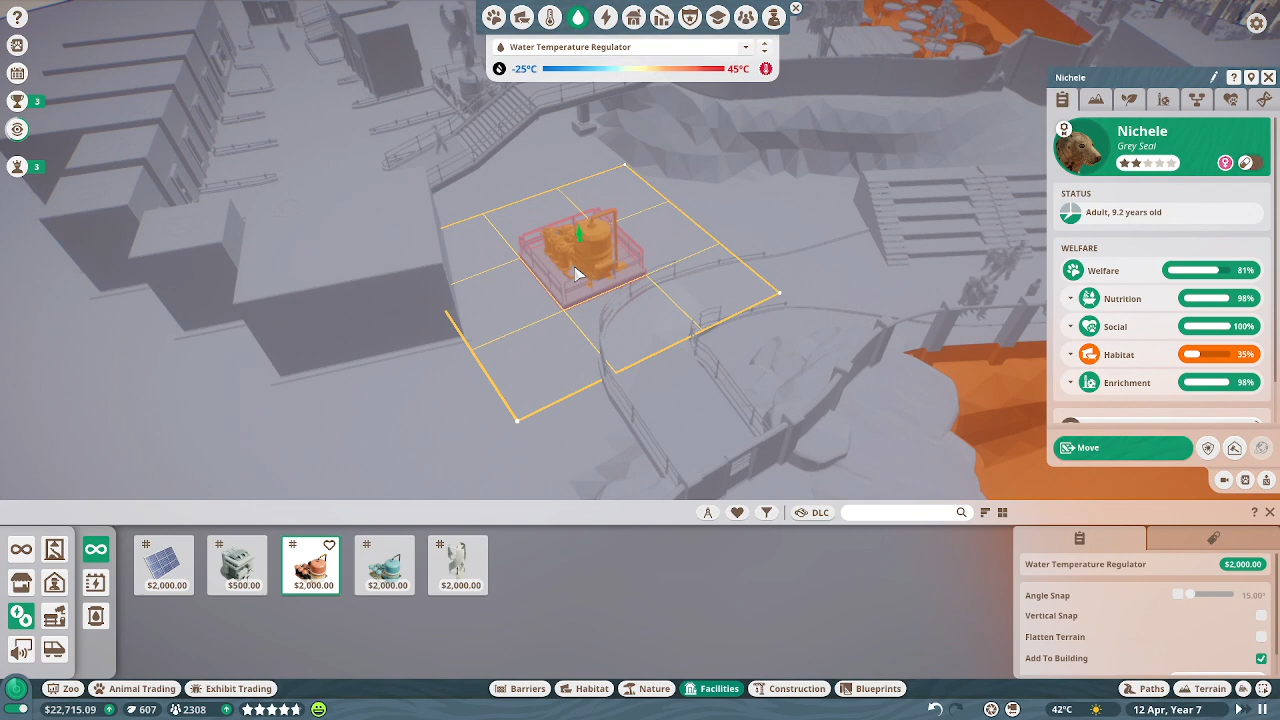 Water Temperature Regulator
-25°C
45°C
?
3
3
Nichele
?
Nichele
Grey Seal
STATUS
Adult, 9.2 years old
WELFARE
Welfare
81%
Nutrition
98%
Social
100%
Habitat
35%
Enrichment
98%
Move
DLC
?
$2,000.00
$500.00
$2,000.00
$2,000.00
$2,000.00
Water Temperature Regulator
$2,000.00
Angle Snap
15.00°
Vertical Snap
Flatten Terrain
Add To Building
Zoo
Animal Trading
Exhibit Trading
Barriers
Habitat
Nature
Facilities
Construction
Blueprints
Paths
Terrain
$22,715.09
607
2308
42°C
12 Apr, Year 7